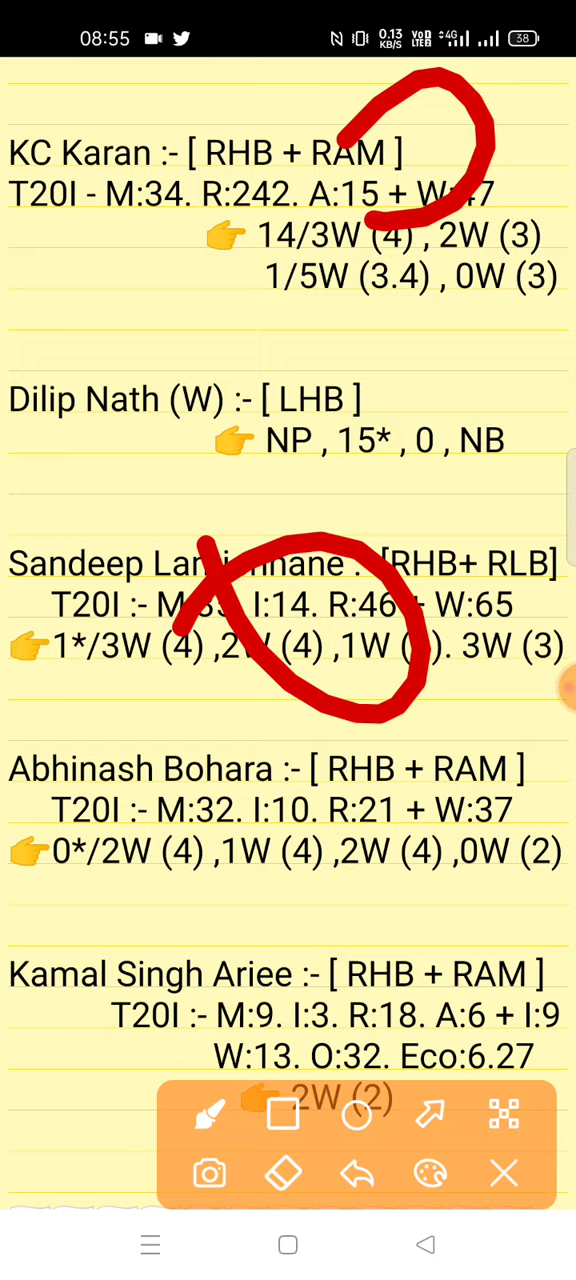 08:55 0.13 KB/S VoD LTE2 4G 38
KC Karan :- [ RHB + RAM ]
T20I - M:34. R:242. A:15 + W: 7
👉 14/3W (4) , 2W (3)
1/5W (3.4) , 0W (3)
Dilip Nath (W) :- [ LHB ]
👉 NP , 15* , 0 , NB
Sandeep [RHB+ RLB]
T20I :- I:14. R:46 + W:65
👉1*/3W (4) ,2W (4) ,1W . 3W (3)
Abhinash Bohara :- [ RHB + RAM ]
T20I :- M:32. I:10. R:21 + W:37
👉0*/2W (4) ,1W (4) ,2W (4) ,0W (2)
Kamal Singh Ariee :- [ RHB + RAM ]
T20I :- M:9. I:3. R:18. A:6 + I:9
W:13. O:32. Eco:6.27
👉 2W (2)